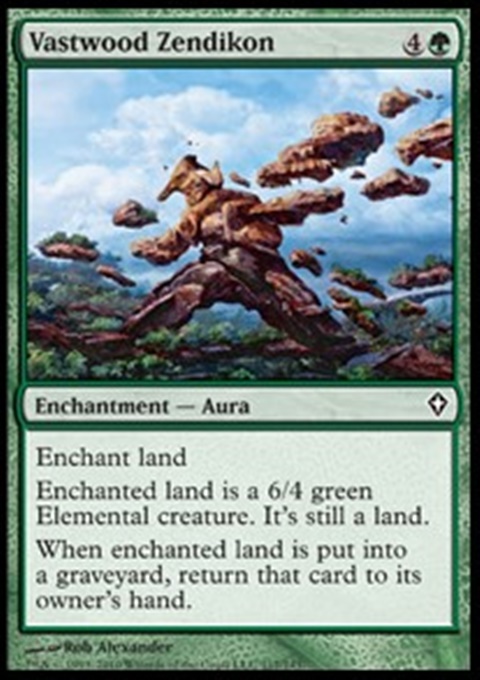 Vastwood Zendikon 4
Enchantment — Aura
Enchant land
Enchanted land is a 6/4 green
Elemental creature. It's still a land.
When enchanted land is put into
a graveyard, return that card to its
owner's hand.
Rob Alexander